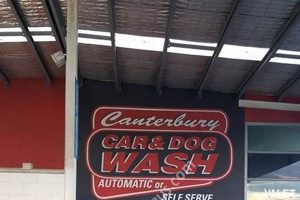 Canterbury
CAR & DOG
WASH
AUTOMATIC or
SELF SERVE
VALET